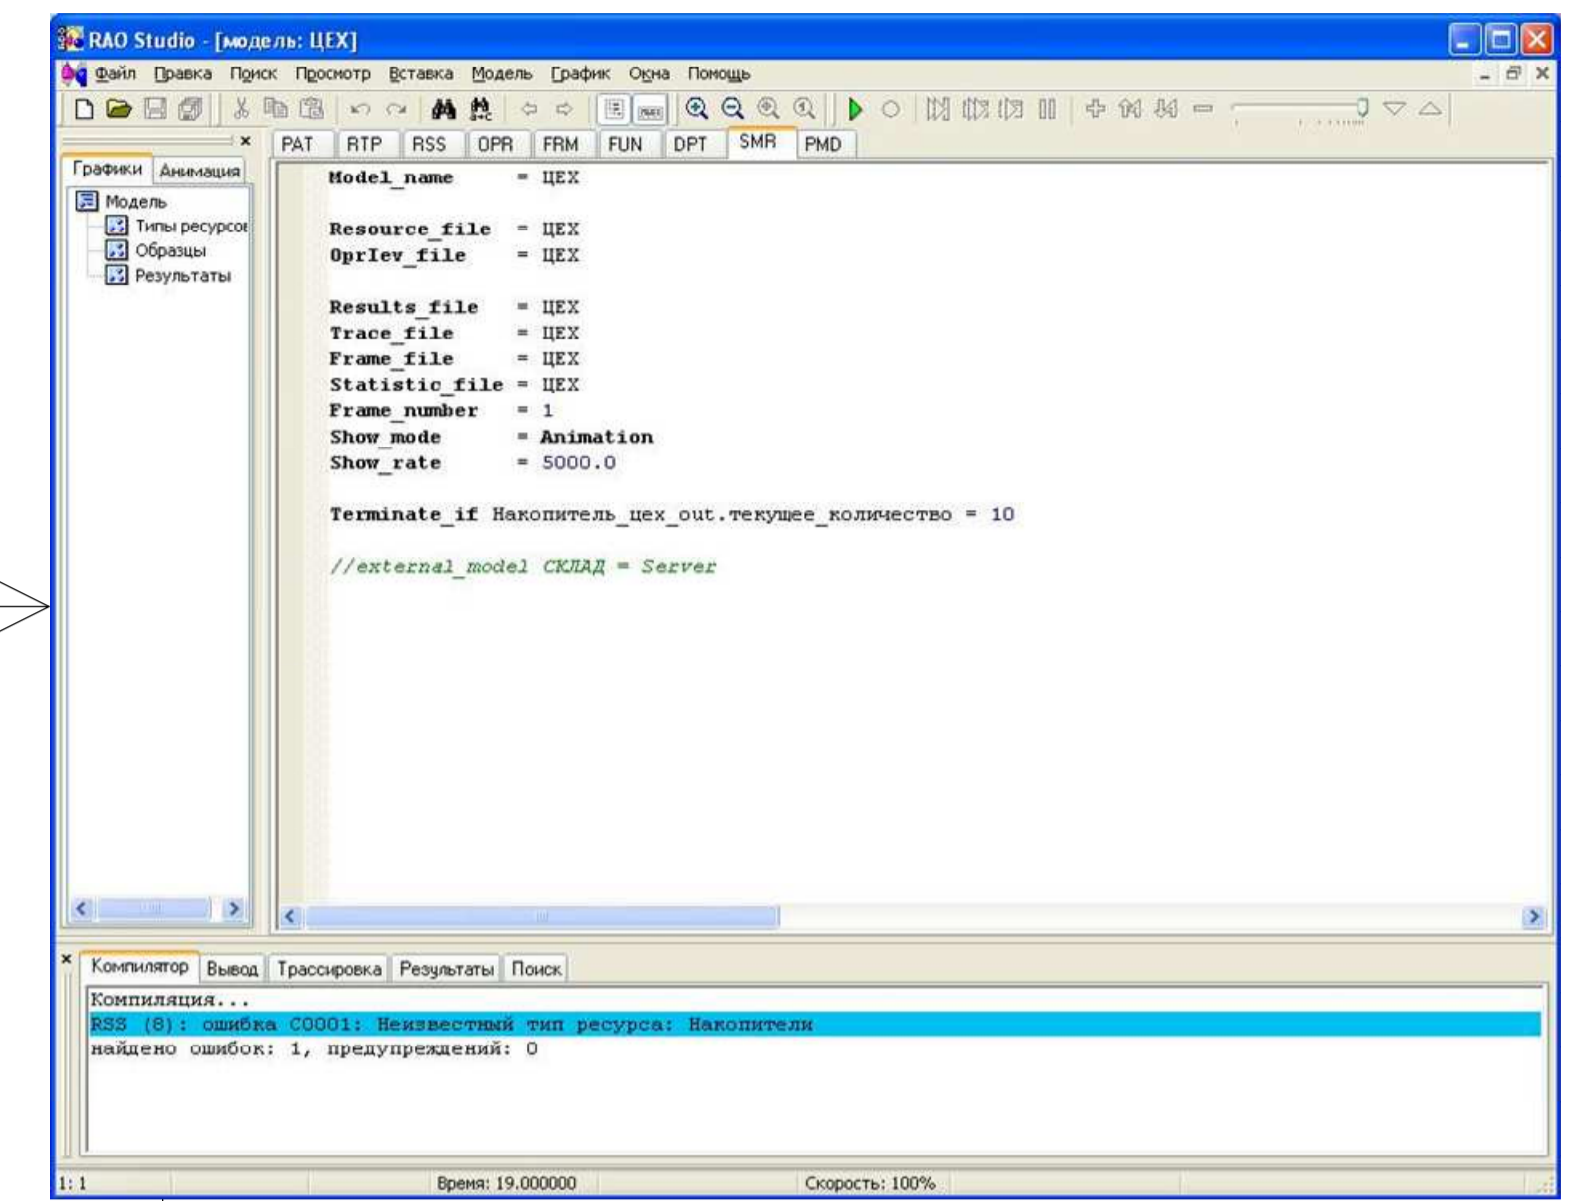 RAO Studio - [модель: ЦЕХ]
Файл Правка Поиск Просмотр Вставка Модель График Окна Помощь
PAT RTP RSS OPR FRM FUN DPT SMR PMD
Графики Анимация
Модель
Типы ресурсов
Образцы
Результаты
Model_name = ЦЕХ
Resource_file = ЦЕХ
OprIev_file = ЦЕХ
Results_file = ЦЕХ
Trace_file = ЦЕХ
Frame_file = ЦЕХ
Statistic_file = ЦЕХ
Frame_number = 1
Show_mode = Animation
Show_rate = 5000.0
Terminate_if Накопитель_цех_out.текущее_количество = 10
//external_model СКЛАД = Server
Компилятор Вывод Трассировка Результаты Поиск
Компиляция...
RSS (8): ошибка C0001: Неизвестный тип ресурса: Накопители
найдено ошибок: 1, предупреждений: 0
1: 1 Время: 19.000000 Скорость: 100%